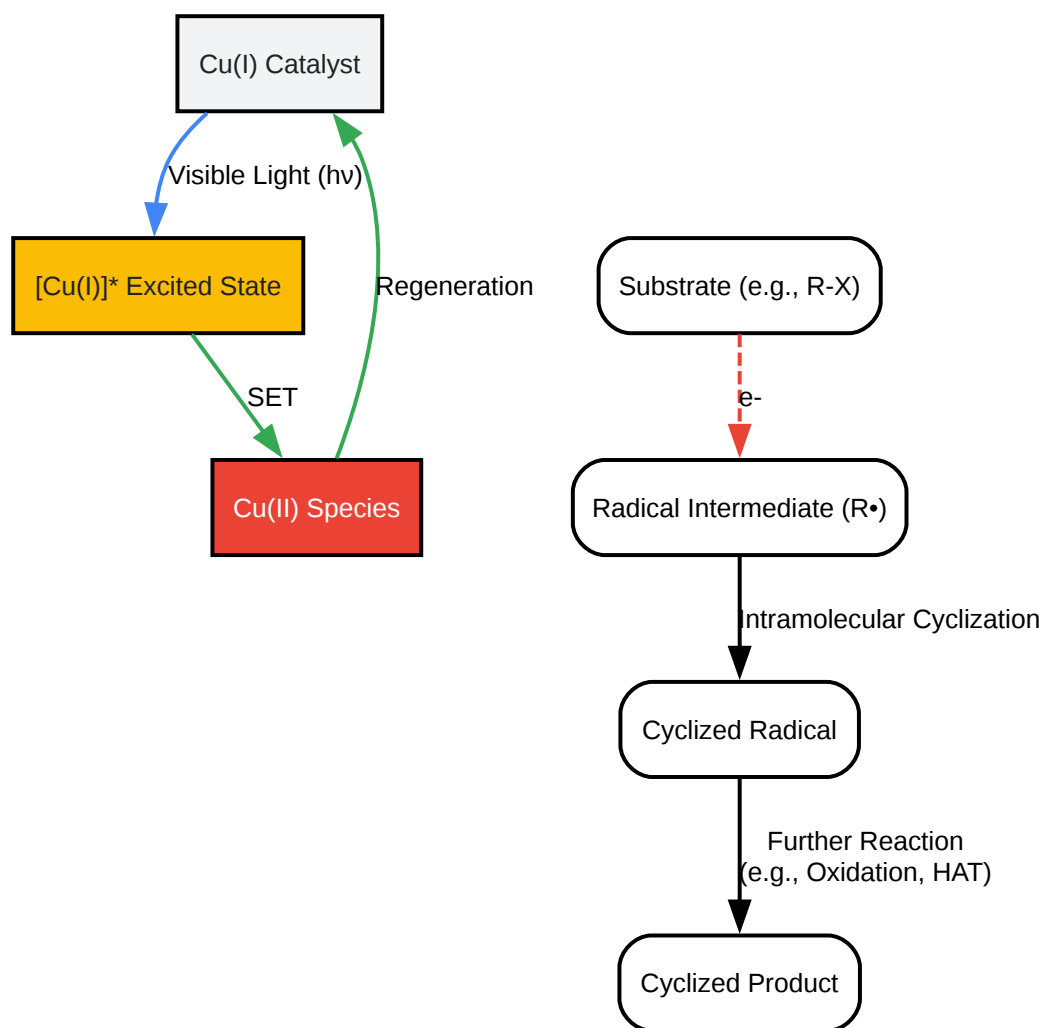 Cu(I) Catalyst
Visible Light (hν)
[Cu(I)]* Excited State
Substrate (e.g., R-X)
Regeneration
SET
e-
Cu(II) Species
Radical Intermediate (R•)
Intramolecular Cyclization
Cyclized Radical
Further Reaction
(e.g., Oxidation, HAT)
Cyclized Product